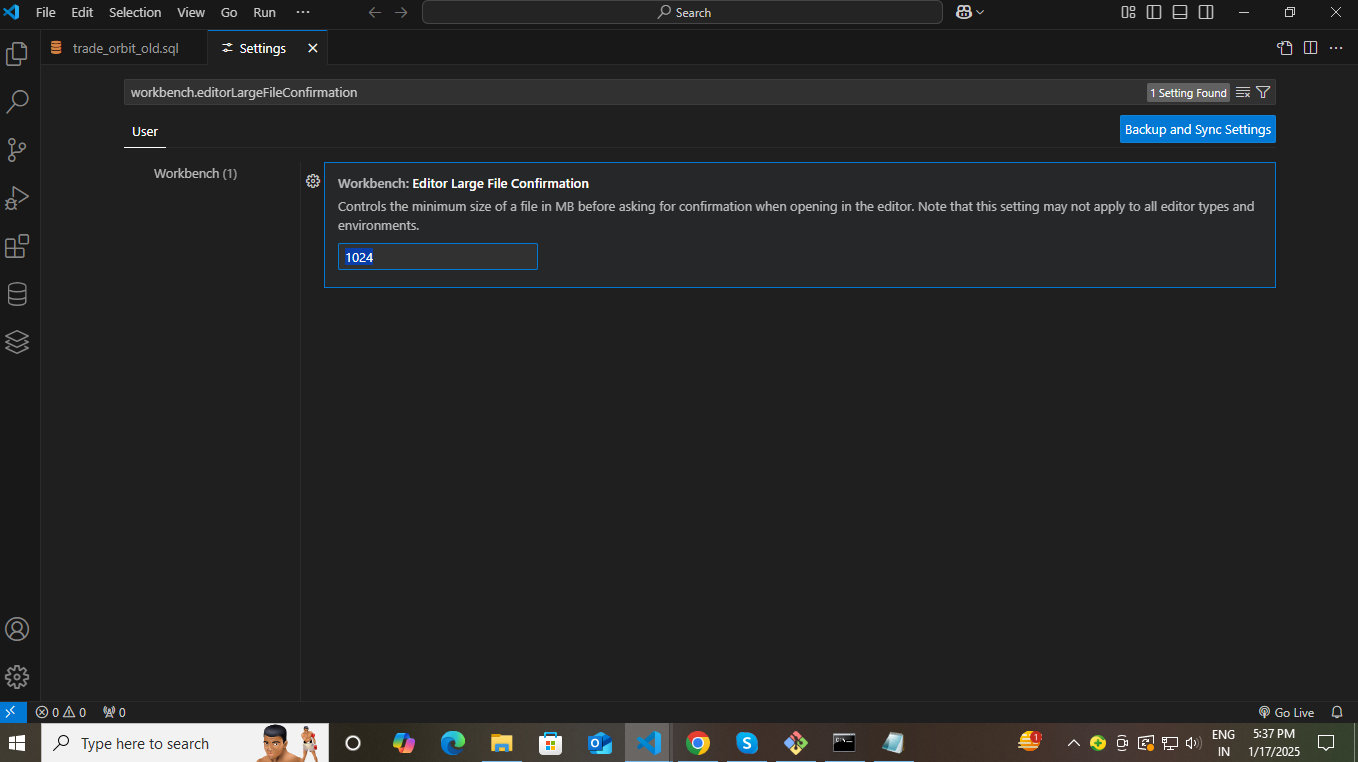 File Edit Selection View Go Run ...
Search
trade_orbit_old.sql
Settings
workbench.editorLargeFileConfirmation
1 Setting Found
User
Backup and Sync Settings
Workbench (1)
Workbench: Editor Large File Confirmation
Controls the minimum size of a file in MB before asking for confirmation when opening in the editor. Note that this setting may not apply to all editor types and
environments.
1024
0 0 0
Go Live
Type here to search
1
ENG
IN
5:37 PM
1/17/2025